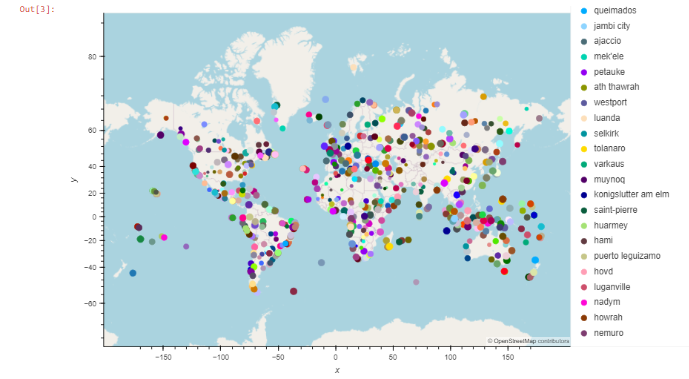 Out[3]:
80
60
40
20
0
−20
−40
−60
y
−150
−100
−50
0
50
100
150
x
© OpenStreetMap contributors
queimados
jambi city
ajaccio
mek'ele
petauke
ath thawrah
westport
luanda
selkirk
tolanaro
varkaus
muynoq
konigslutter am elm
saint-pierre
huarmey
hami
puerto leguizamo
hovd
luganville
nadym
howrah
nemuro